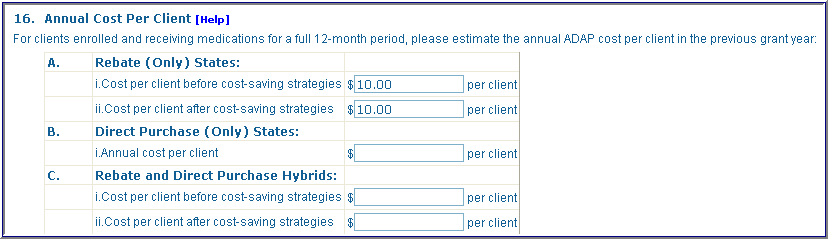 16. Annual Cost Per Client [Help]
For clients enrolled and receiving medications for a full 12-month period, please estimate the annual ADAP cost per client in the previous grant year:
A. Rebate (Only) States:
i.Cost per client before cost-saving strategies $ 10.00 per client
ii.Cost per client after cost-saving strategies $ 10.00 per client
B. Direct Purchase (Only) States:
i.Annual cost per client $ per client
C. Rebate and Direct Purchase Hybrids:
i.Cost per client before cost-saving strategies $ per client
ii.Cost per client after cost-saving strategies $ per client